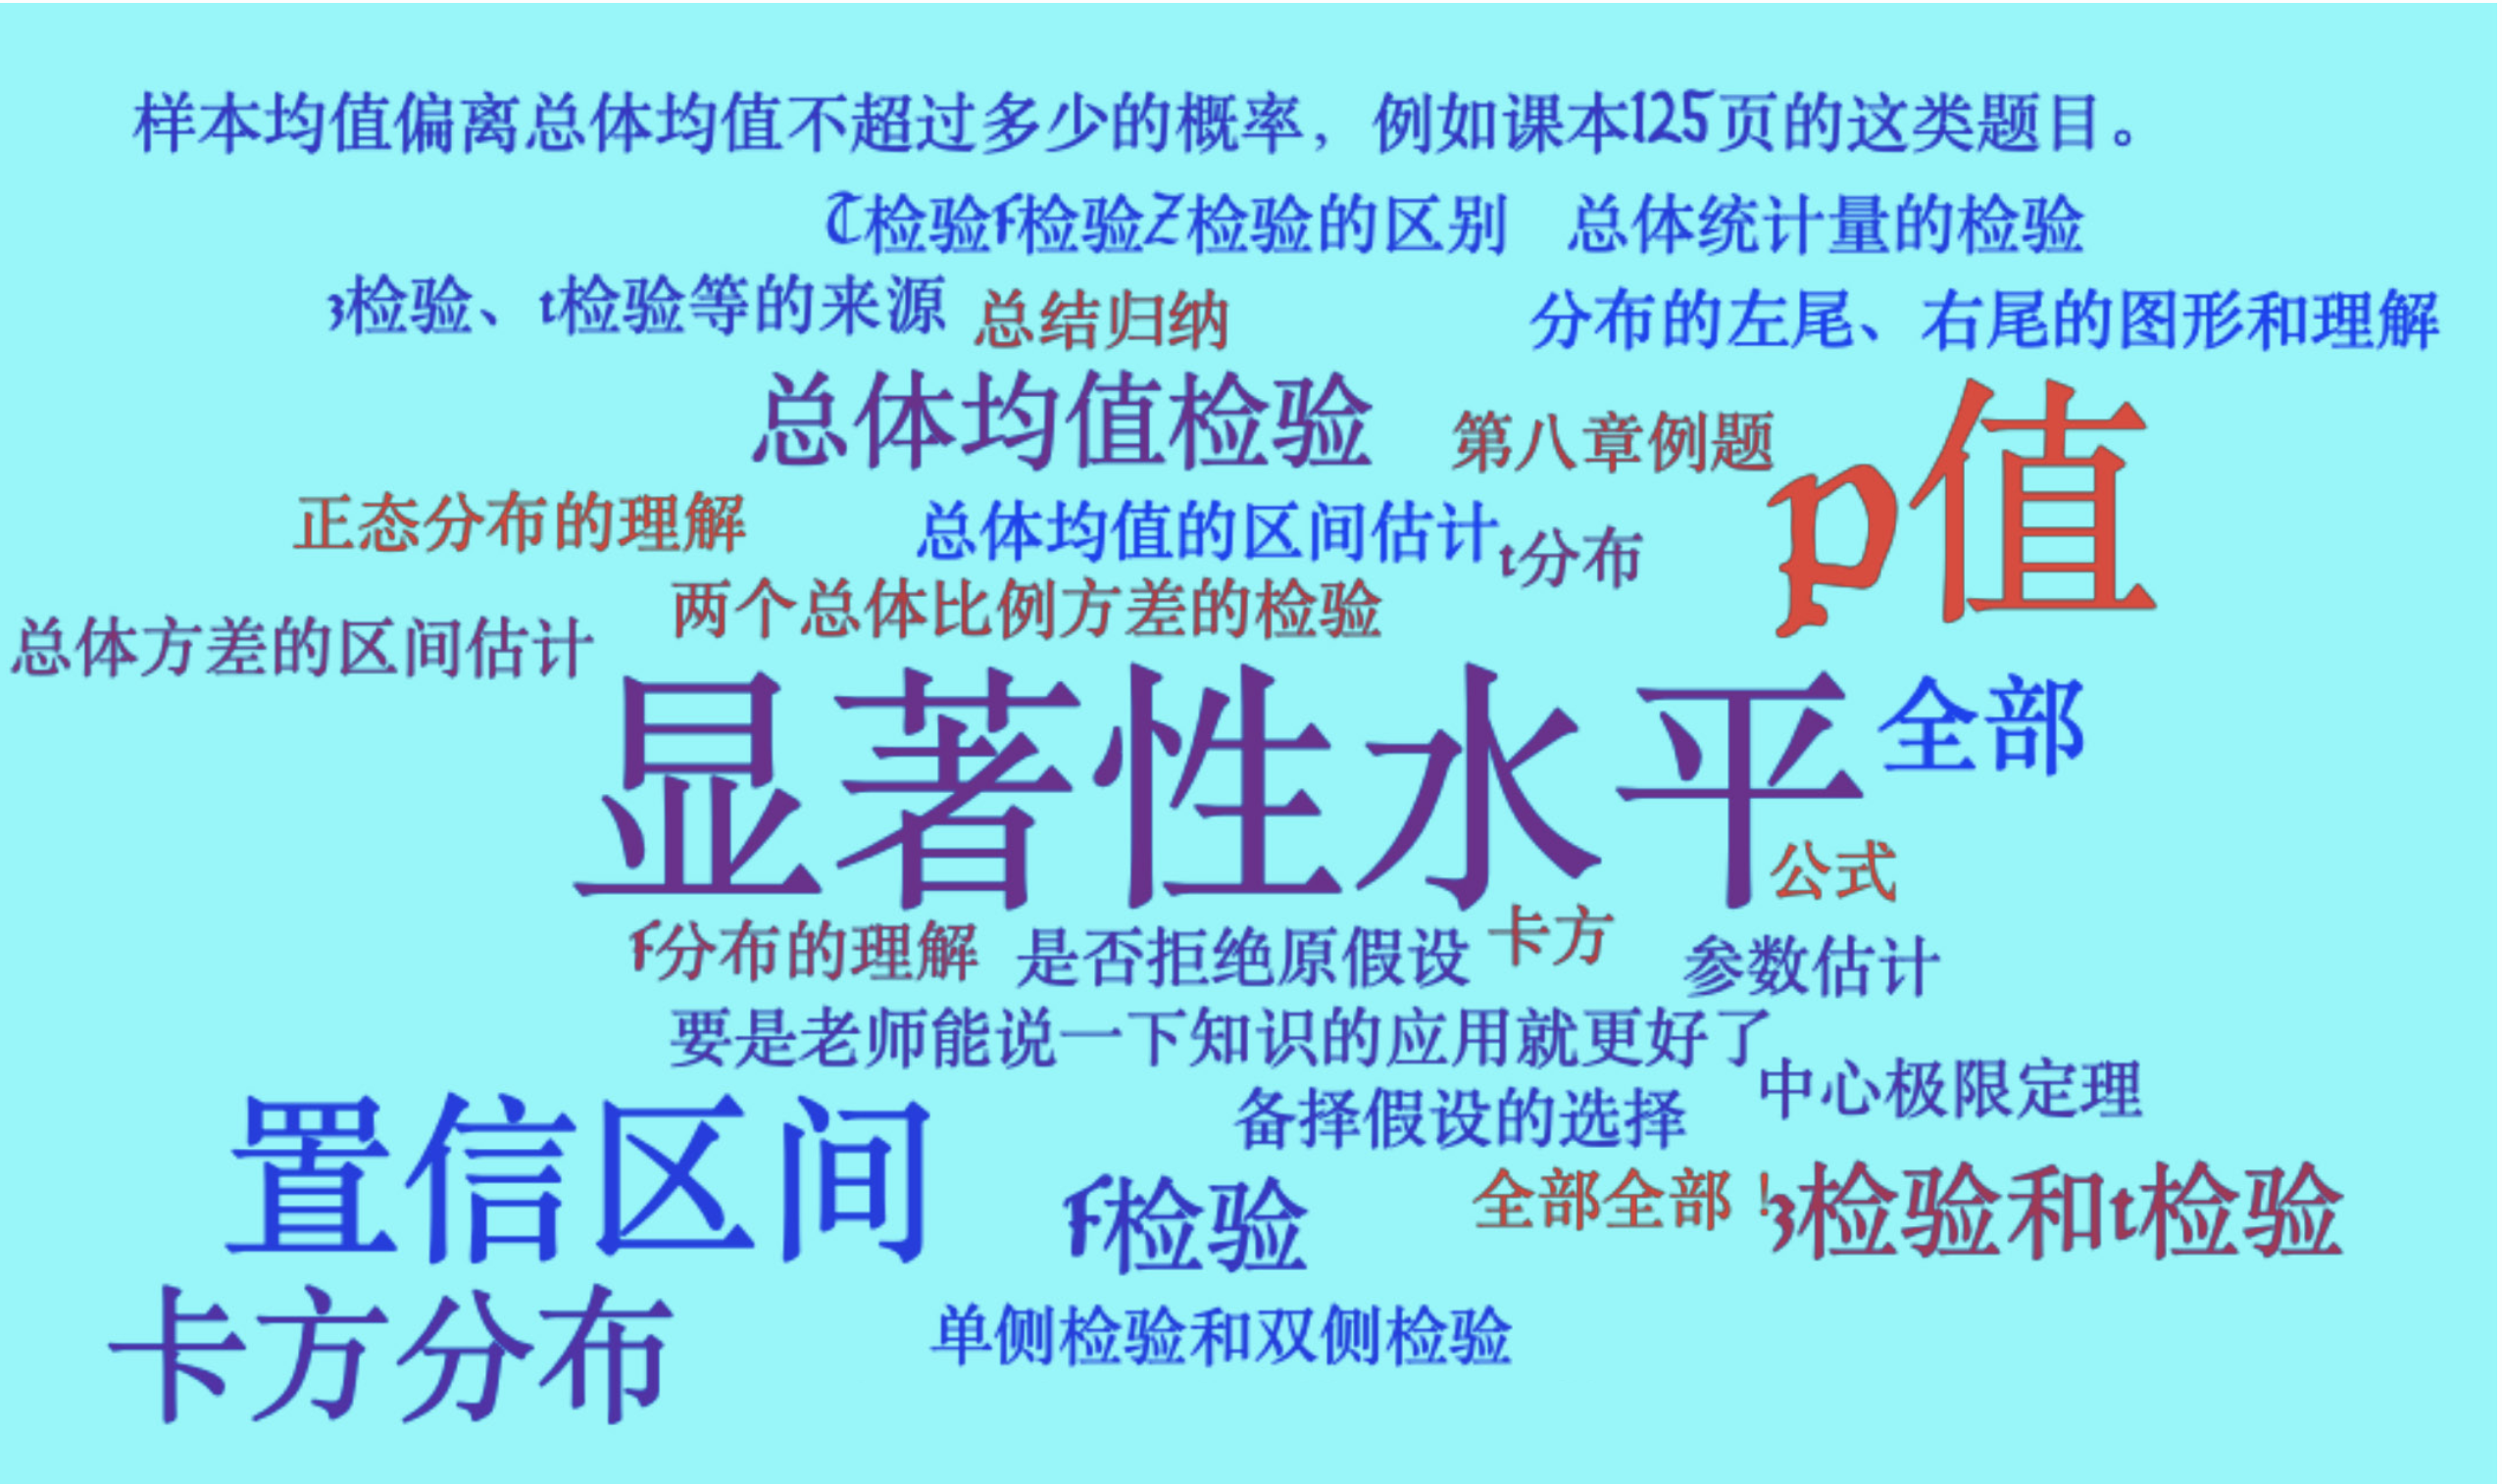 样本均值偏离总体均值不超过多少的概率，例如课本125页的这类题目。
T检验f检验Z检验的区别
总体统计量的检验
z检验、t检验等的来源
总结归纳
分布的左尾、右尾的图形和理解
总体均值检验
第八章例题
p值
正态分布的理解
总体均值的区间估计
t分布
两个总体比例方差的检验
总体方差的区间估计
显著性水平
全部
公式
f分布的理解
是否拒绝原假设
卡方
参数估计
要是老师能说一下知识的应用就更好了
中心极限定理
置信区间
备择假设的选择
f检验
全部全部！
z检验和t检验
卡方分布
单侧检验和双侧检验